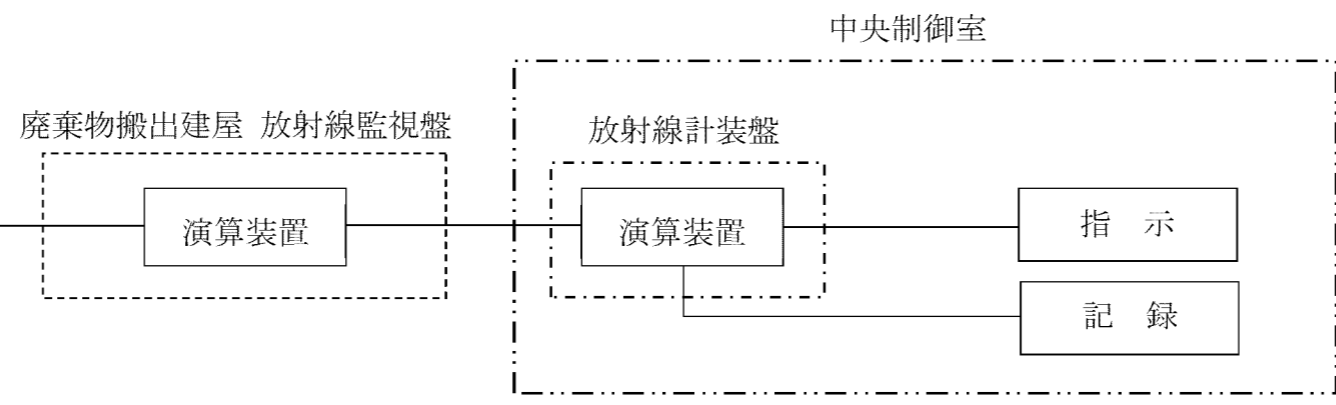 中央制御室
廃棄物搬出建屋 放射線監視盤
放射線計装盤
演算装置
演算装置
指 示
記 録